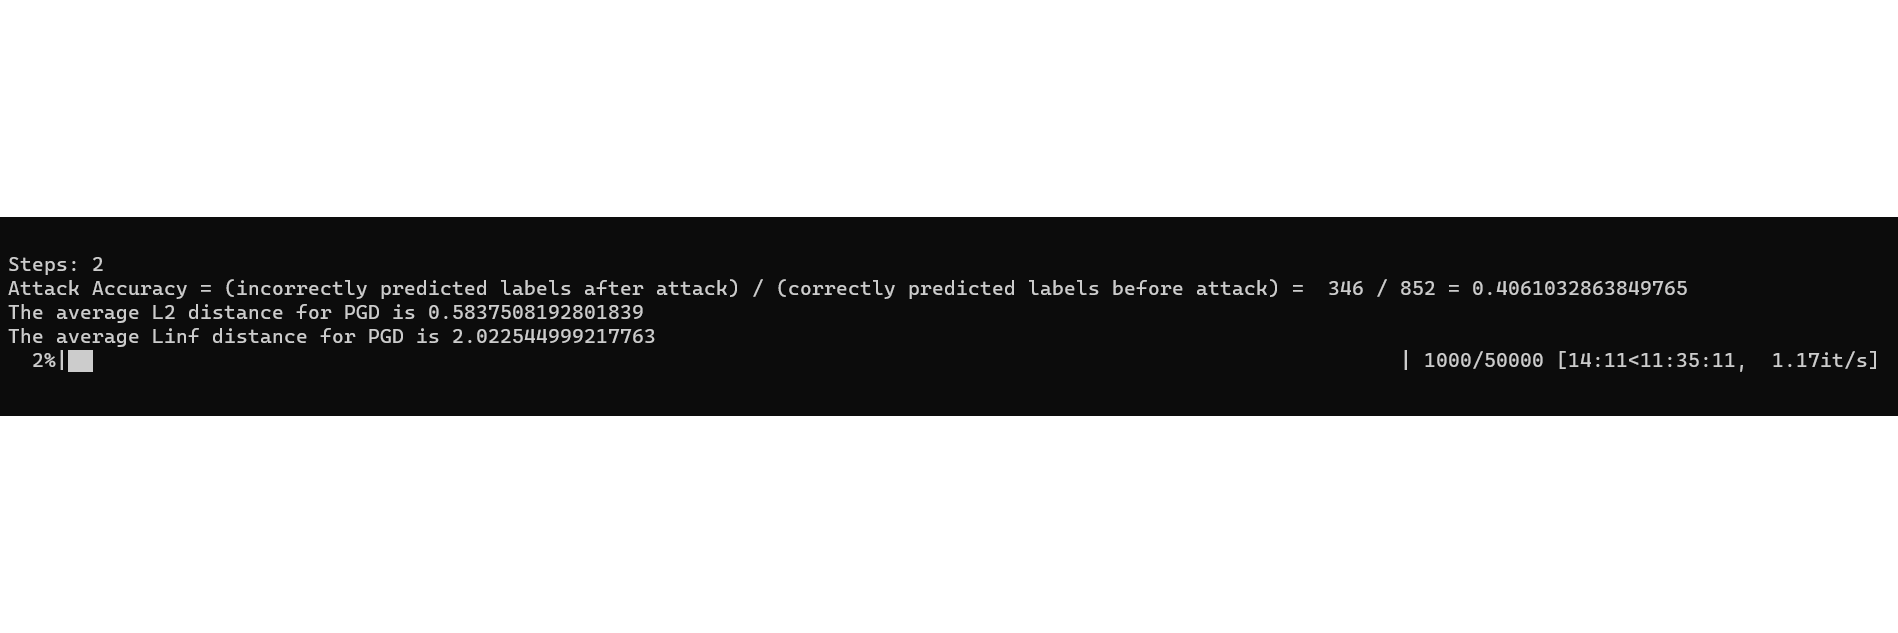 Steps: 2
Attack Accuracy = (incorrectly predicted labels after attack) / (correctly predicted labels before attack) =  346 / 852 = 0.4061032863849765
The average L2 distance for PGD is 0.5837508192801839
The average Linf distance for PGD is 2.022544999217763
2%|██ | 1000/50000 [14:11<11:35:11,  1.17it/s]